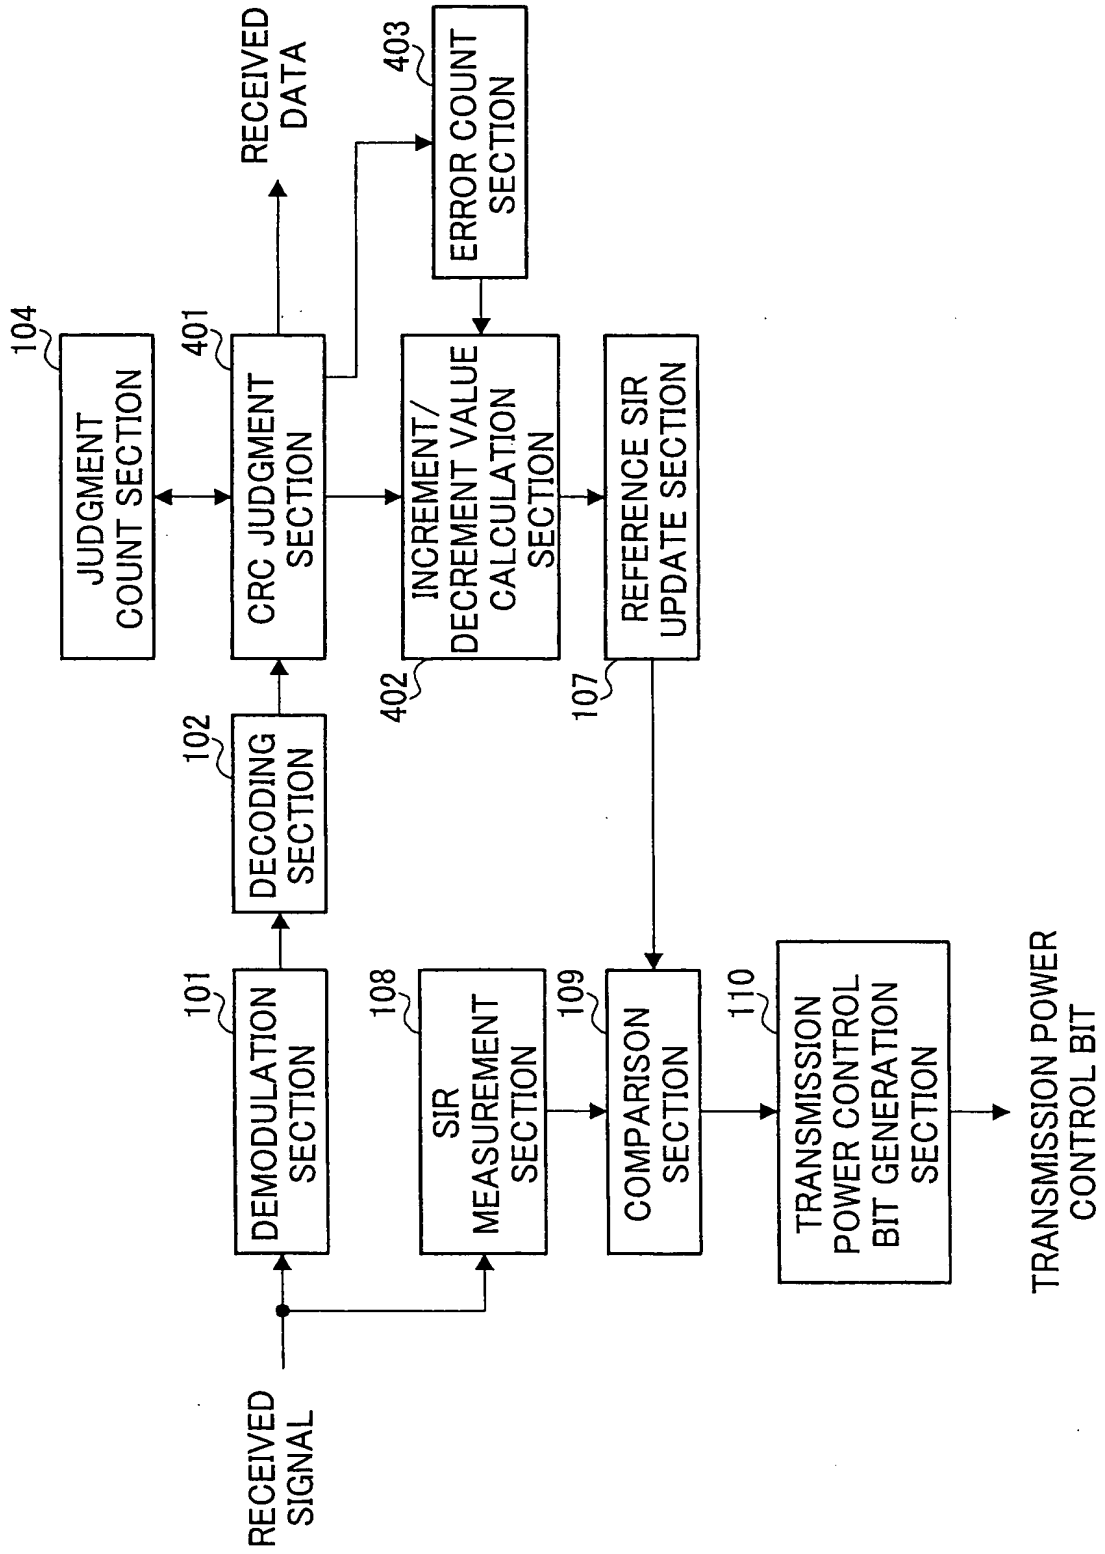 RECEIVED
SIGNAL
101
DEMODULATION
SECTION
102
DECODING
SECTION
104
JUDGMENT
COUNT SECTION
401
CRC JUDGMENT
SECTION
RECEIVED
DATA
402
INCREMENT/
DECREMENT VALUE
CALCULATION
SECTION
403
ERROR COUNT
SECTION
107
REFERENCE SIR
UPDATE SECTION
108
SIR
MEASUREMENT
SECTION
109
COMPARISON
SECTION
110
TRANSMISSION
POWER CONTROL
BIT GENERATION
SECTION
TRANSMISSION POWER
CONTROL BIT